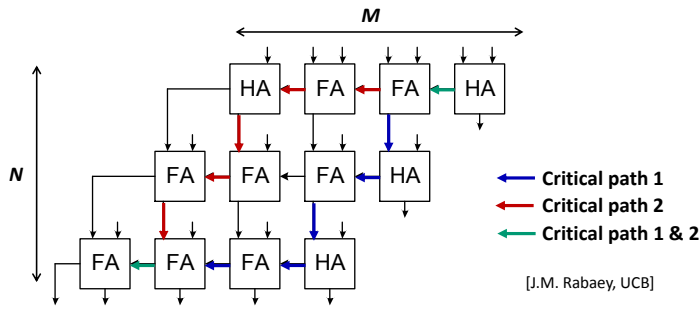 M
HA FA FA HA
N
FA FA FA HA
Critical path 1
Critical path 2
Critical path 1 & 2
FA FA FA HA
[J.M. Rabaey, UCB]